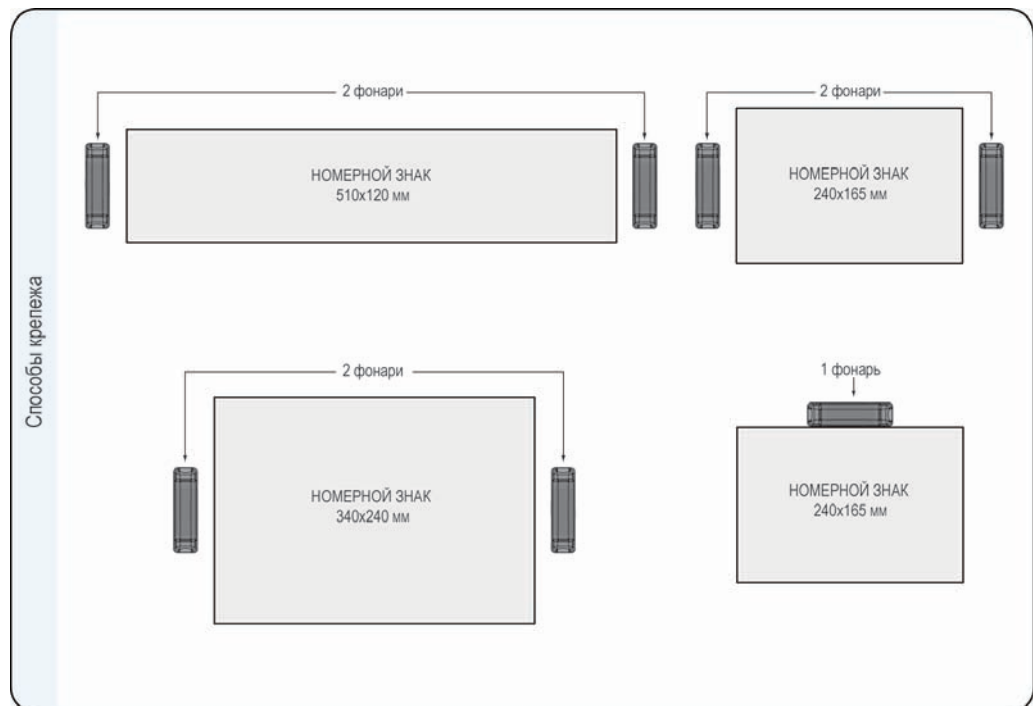 Способы крепежа
2 фонари
НОМЕРНОЙ ЗНАК
510х120 мм
2 фонари
НОМЕРНОЙ ЗНАК
240х165 мм
2 фонари
НОМЕРНОЙ ЗНАК
340х240 мм
1 фонарь
НОМЕРНОЙ ЗНАК
240х165 мм